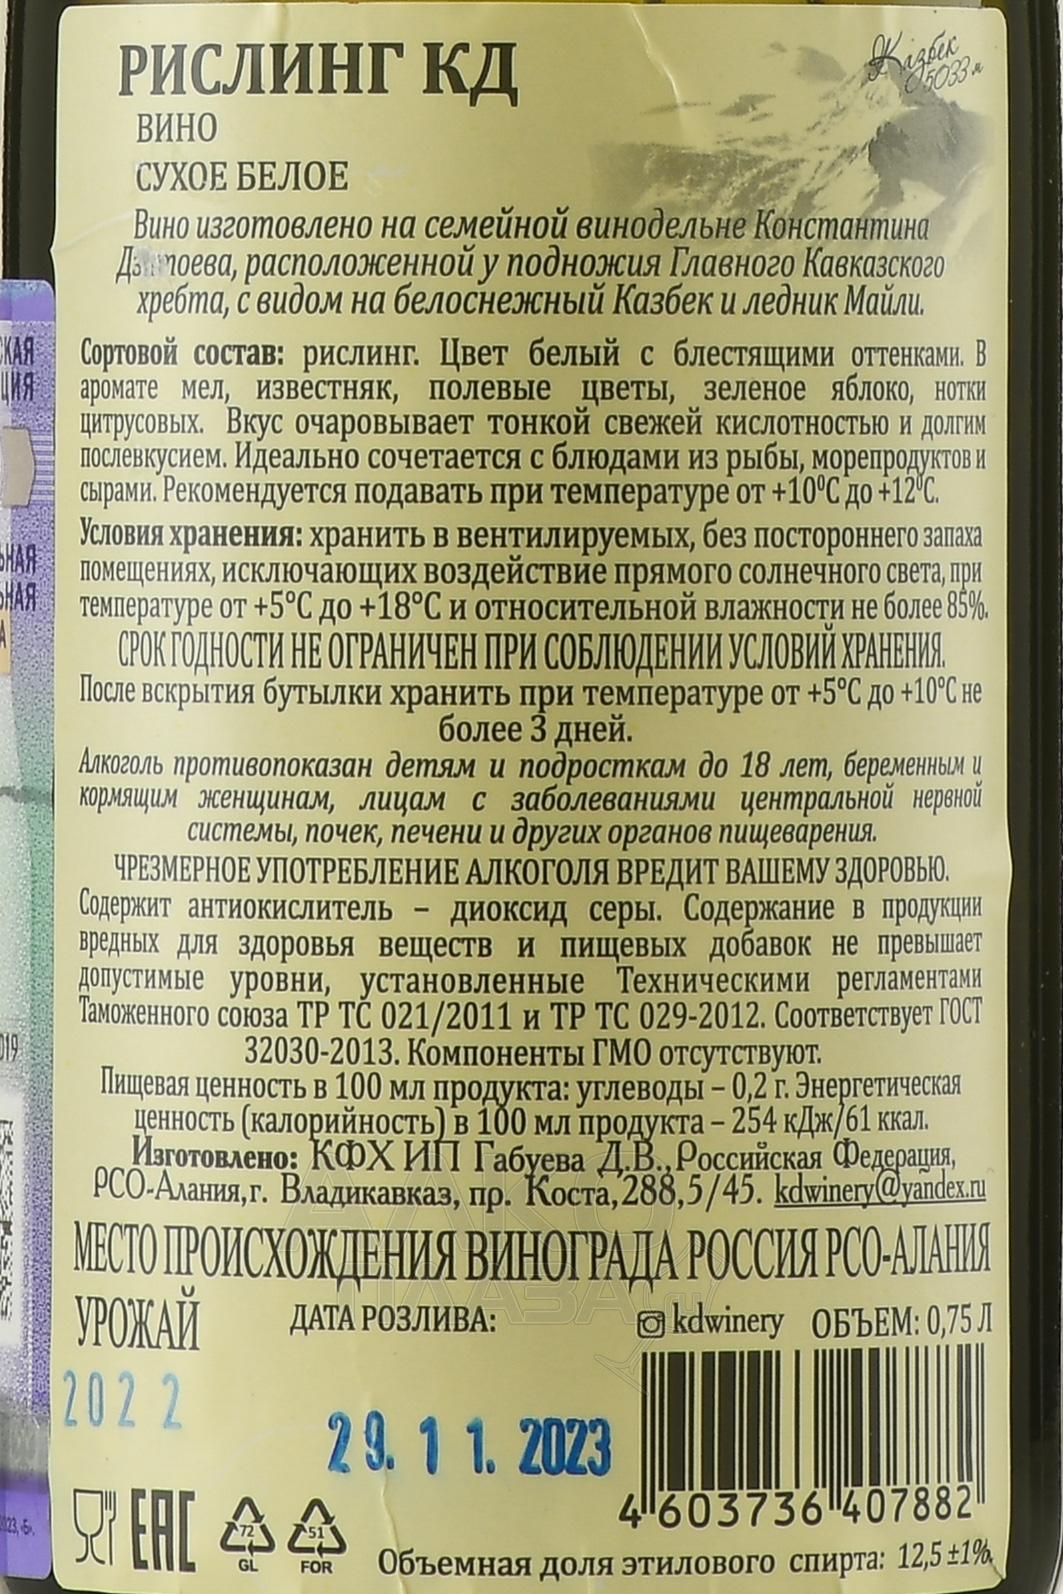 РИСЛИНГ КД
Казбек
5033 м
ВИНО
СУХОЕ БЕЛОЕ
Вино изготовлено на семейной винодельне Константина
расположенной у подножия Главного Кавказского
хребта, с видом на белоснежный Казбек и ледник Майли.
Сортовой состав: рислинг. Цвет белый с блестящими оттенками. В
аромате мел, известняк, полевые цветы, зеленое яблоко, нотки
цитрусовых. Вкус очаровывает тонкой свежей кислотностью и долгим
послевкусием. Идеально сочетается с блюдами из рыбы, морепродуктов и
сырами. Рекомендуется подавать при температуре от +10⁰С до +12⁰С.
Условия хранения: хранить в вентилируемых, без постороннего запаха
помещениях, исключающих воздействие прямого солнечного света, при
температуре от +5°С до +18°С и относительной влажности не более 85%.
СРОК ГОДНОСТИ НЕ ОГРАНИЧЕН ПРИ СОБЛЮДЕНИИ УСЛОВИЙ ХРАНЕНИЯ.
После вскрытия бутылки хранить при температуре от +5°С до +10°С не
более 3 дней.
Алкоголь противопоказан детям и подросткам до 18 лет, беременным и
кормящим женщинам, лицам с заболеваниями центральной нервной
системы, почек, печени и других органов пищеварения.
ЧРЕЗМЕРНОЕ УПОТРЕБЛЕНИЕ АЛКОГОЛЯ ВРЕДИТ ВАШЕМУ ЗДОРОВЬЮ.
Содержит антиокислитель – диоксид серы. Содержание в продукции
вредных для здоровья веществ и пищевых добавок не превышает
допустимые уровни, установленные Техническими регламентами
Таможенного союза ТР ТС 021/2011 и ТР ТС 029-2012. Соответствует ГОСТ
32030-2013. Компоненты ГМО отсутствуют.
Пищевая ценность в 100 мл продукта: углеводы – 0,2 г. Энергетическая
ценность (калорийность) в 100 мл продукта – 254 кДж/61 ккал.
Изготовлено: КФХ ИП Габуева Д.В., Российская Федерация,
РСО-Алания, г. Владикавказ, пр. Коста, 288, 5/45. kdwinery@yandex.ru
МЕСТО ПРОИСХОЖДЕНИЯ ВИНОГРАДА РОССИЯ РСО-АЛАНИЯ
УРОЖАЙ ДАТА РОЗЛИВА: kdwinery ОБЪЕМ: 0,75 Л
2022
29.11.2023
4 603736 407882
EAC
72
GL
51
FOR
Объемная доля этилового спирта: 12,5 ±1%
АЛКО
ПЛАЗА.ru
СКАЯ
ЦИЯ
ЬНАЯ
ЬНАЯ
019